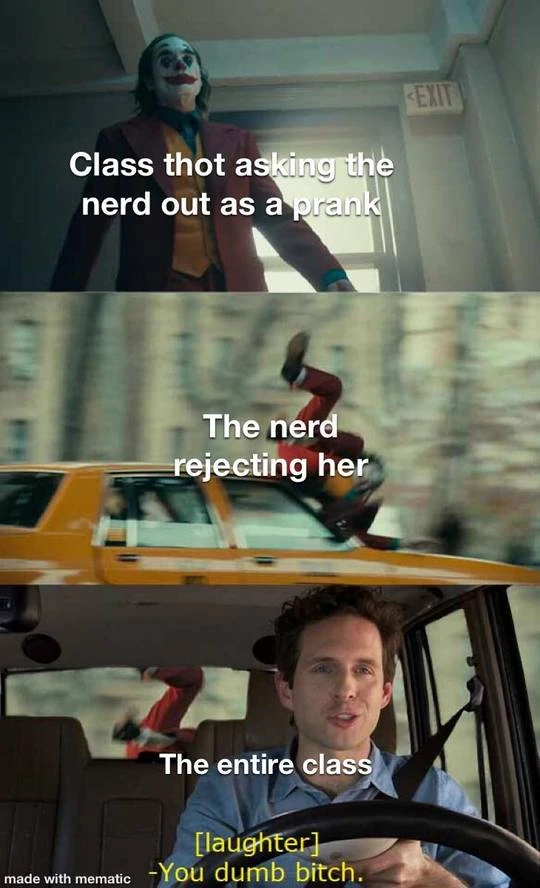 <EXIT
Class thot asking the
nerd out as a prank
The nerd
rejecting her
The entire class
[laughter]
-You dumb bitch.
made with mematic